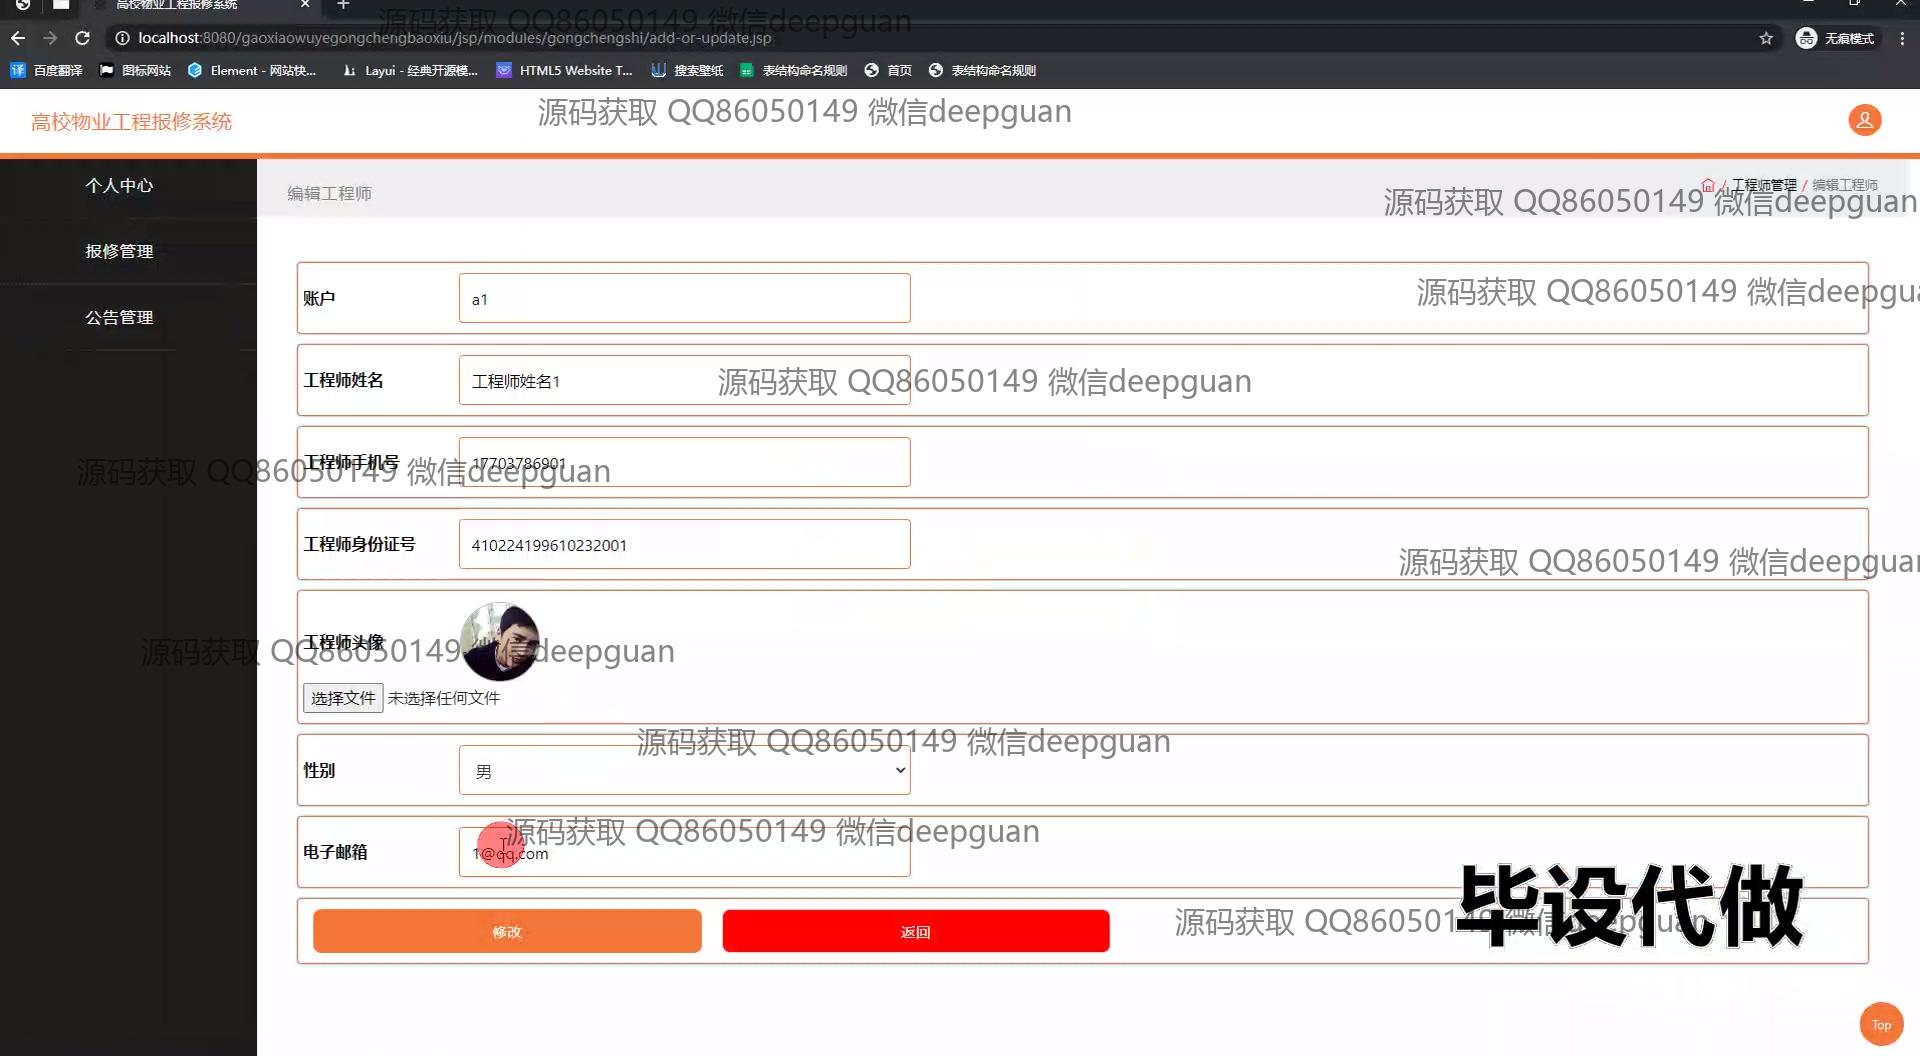 高校物业工程报修系统
localhost:8080/gaoxiaowuyegongchengbaoxiu/jsp/modules/gongchengshi/add-or-update.jsp
无痕模式
百度翻译 图标网站 Element - 网站快... Layui - 经典开源模... HTML5 Website T... 搜索壁纸 表结构命名规则 首页 表结构命名规则
源码获取 QQ86050149 微信deepguan
高校物业工程报修系统
源码获取 QQ86050149 微信deepguan
个人中心
报修管理
公告管理
编辑工程师
/ 工程师管理 / 编辑工程师
源码获取 QQ86050149 微信deepguan
账户
a1
源码获取 QQ86050149 微信deepgua
工程师姓名
工程师姓名1
源码获取 QQ86050149 微信deepguan
工程师手机号
17703786901
源码获取 QQ86050149 微信deepguan
工程师身份证号
410224199610232001
源码获取 QQ86050149 微信deepguan
工程师头像
源码获取 QQ86050149 微信deepguan
选择文件 未选择任何文件
源码获取 QQ86050149 微信deepguan
性别
男
源码获取 QQ86050149 微信deepguan
电子邮箱
1@qq.com
毕设代做
修改
返回
源码获取 QQ86050149 微信deepguan
Top